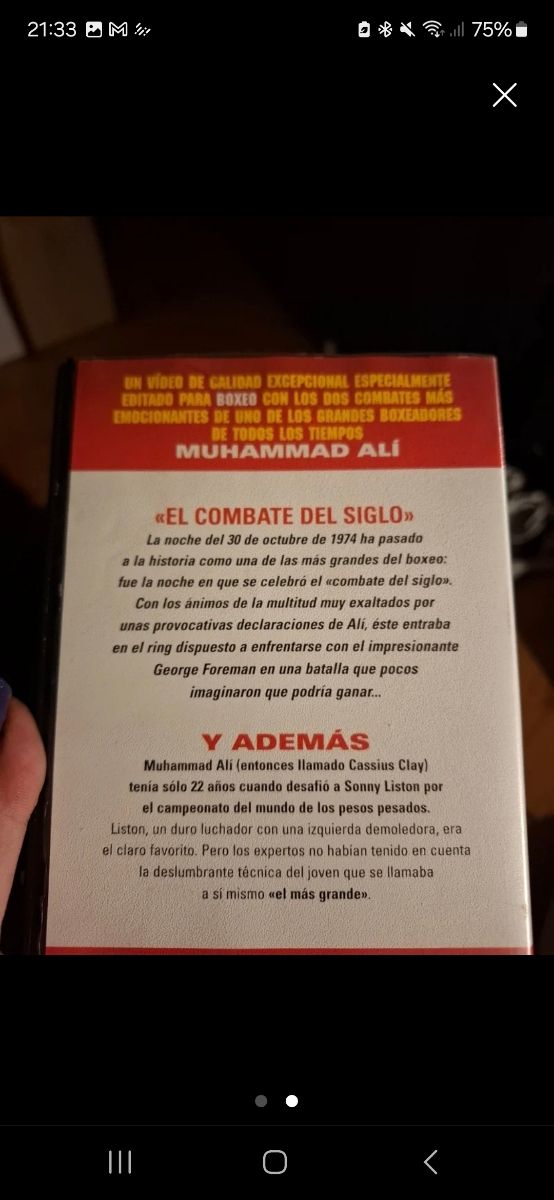 21:33
75%
UN VÍDEO DE CALIDAD EXCEPCIONAL ESPECIALMENTE
EDITADO PARA BOXEO CON LOS DOS COMBATES MÁS
EMOCIONANTES DE UNO DE LOS GRANDES BOXEADORES
DE TODOS LOS TIEMPOS
MUHAMMAD ALÍ
«EL COMBATE DEL SIGLO»
La noche del 30 de octubre de 1974 ha pasado
a la historia como una de las más grandes del boxeo:
fue la noche en que se celebró el «combate del siglo».
Con los ánimos de la multitud muy exaltados por
unas provocativas declaraciones de Alí, éste entraba
en el ring dispuesto a enfrentarse con el impresionante
George Foreman en una batalla que pocos
imaginaron que podría ganar...
Y ADEMÁS
Muhammad Alí (entonces llamado Cassius Clay)
tenía sólo 22 años cuando desafió a Sonny Liston por
el campeonato del mundo de los pesos pesados.
Liston, un duro luchador con una izquierda demoledora, era
el claro favorito. Pero los expertos no habían tenido en cuenta
la deslumbrante técnica del joven que se llamaba
a sí mismo «el más grande».